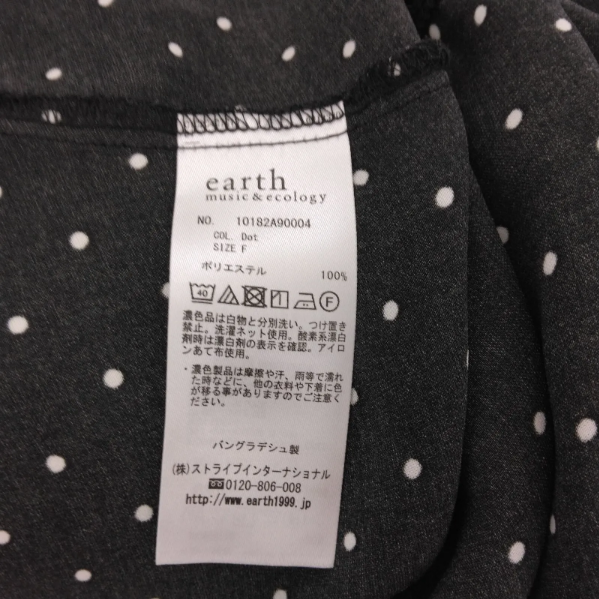 earth
music & ecology
NO. 10182A90004
COL. Dot
SIZE F
ポリエステル 100%
40 F
濃色品は白物と分別洗い。つけ置き
禁止。洗濯ネット使用。酸素系漂白
剤時は漂白剤の表示を確認。アイロ
ンあて布使用。
・濃色製品は摩擦や汗、雨等で濡れ
た時などに、他の衣料や下着に色
が移る事がありますのでご注意
ください。
バングラデシュ製
(株)ストライプインターナショナル
0120-806-008
www.earth1999.jp